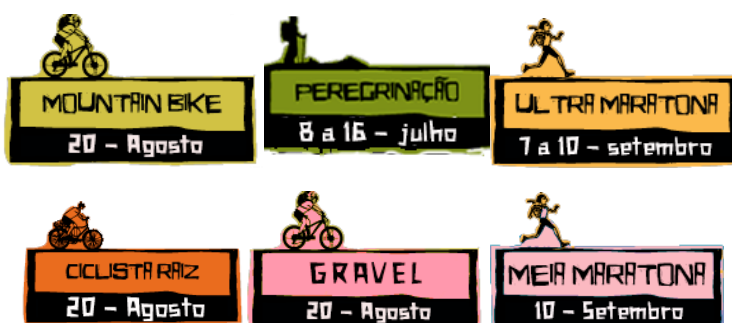 MOUNTAIN BIKE
20 - Agosto
PEREGRINAÇÃO
8 a 16 - julho
ULTRA MARATONA
7 a 10 - setembro
CICLISTA RAIZ
20 - Agosto
GRAVEL
20 - Agosto
MEIA MARATONA
10 - Setembro